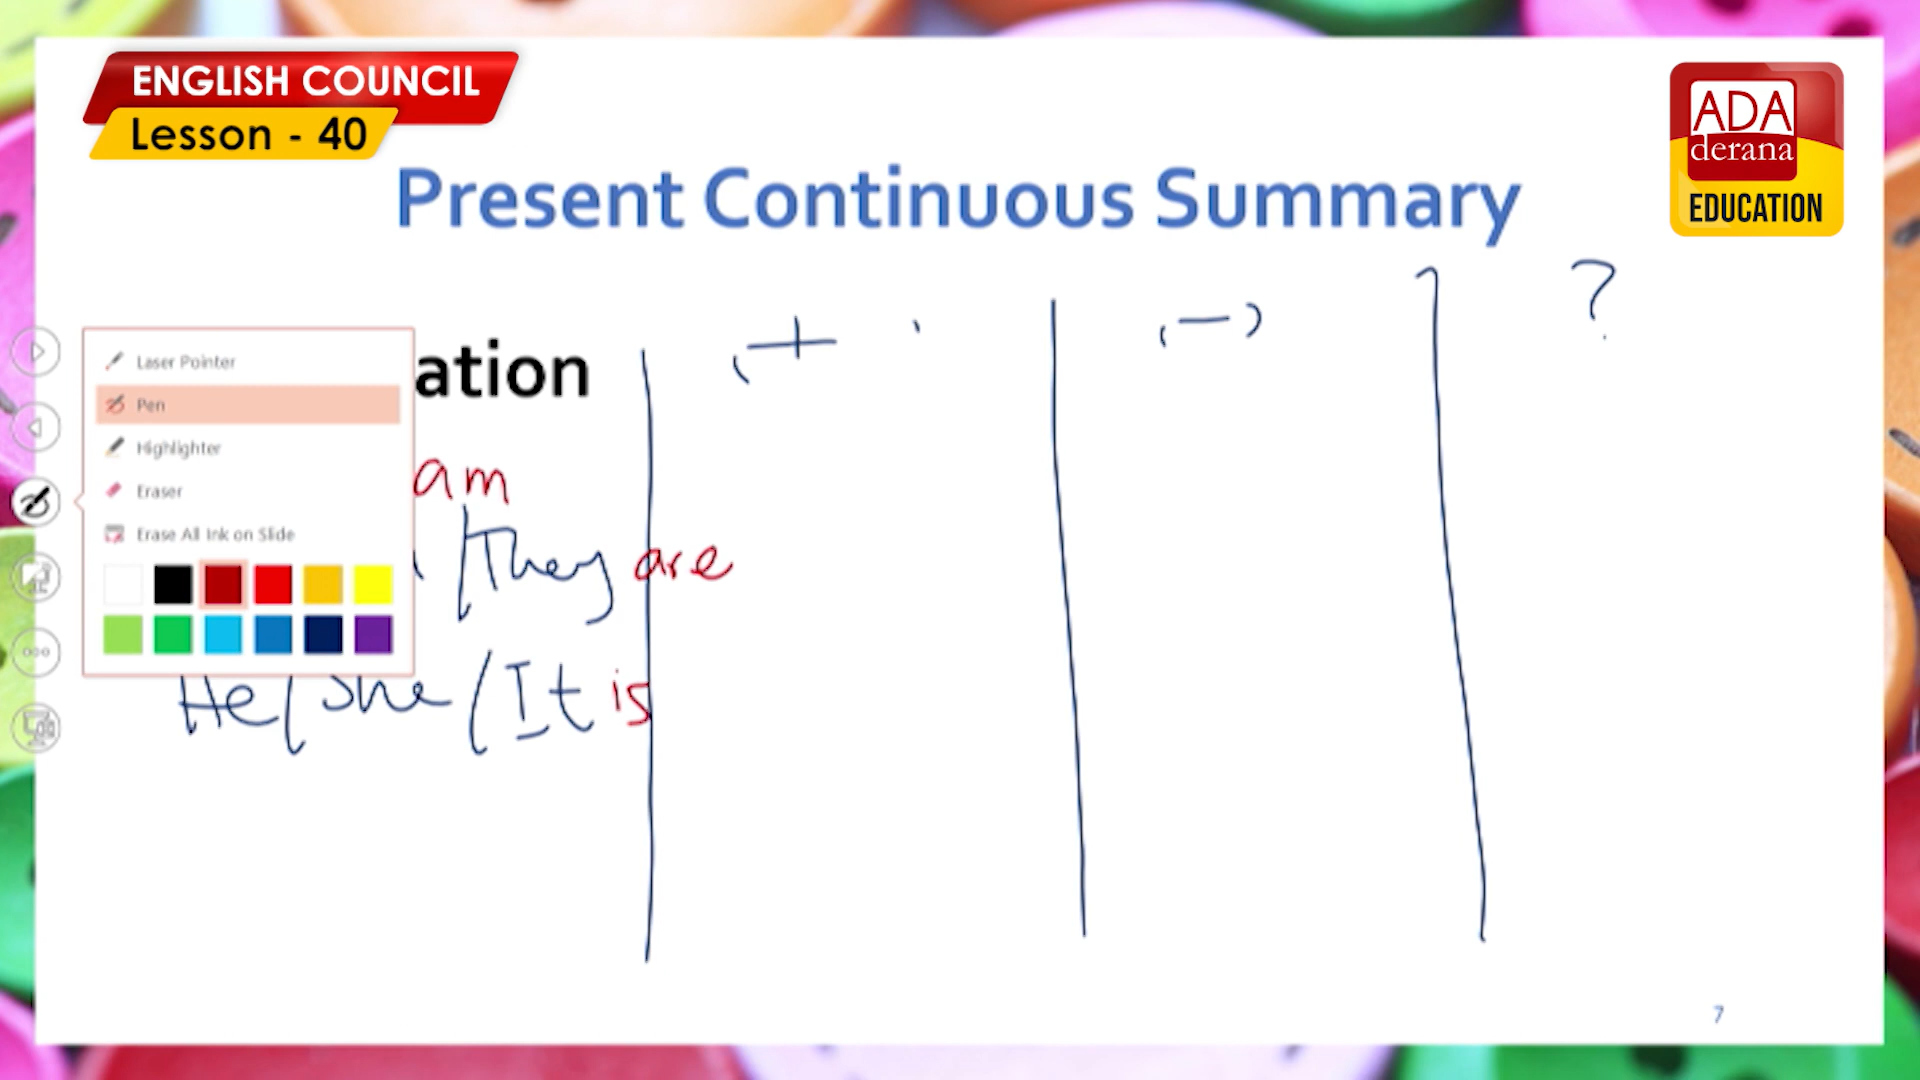 ENGLISH COUNCIL
Lesson - 40
ADA
derana
EDUCATION
Present Continuous Summary
(+)
(-)
?
ation
Laser Pointer
Pen
Highlighter
Eraser
Erase All Ink on Slide
am
/They are
He/She/It is
7